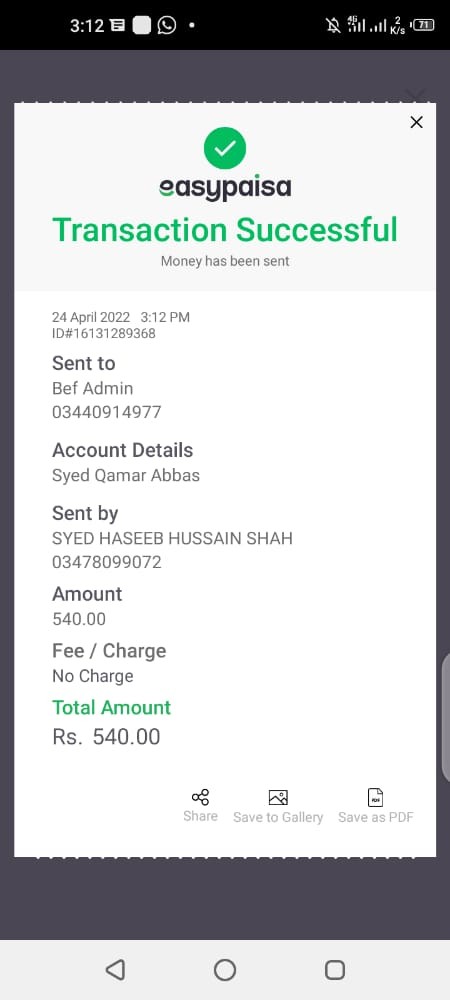 3:12
4G
2
K/s
71
easypaisa
Transaction Successful
Money has been sent
24 April 2022 3:12 PM
ID#16131289368
Sent to
Bef Admin
03440914977
Account Details
Syed Qamar Abbas
Sent by
SYED HASEEB HUSSAIN SHAH
03478099072
Amount
540.00
Fee / Charge
No Charge
Total Amount
Rs. 540.00
PDF
Share Save to Gallery Save as PDF